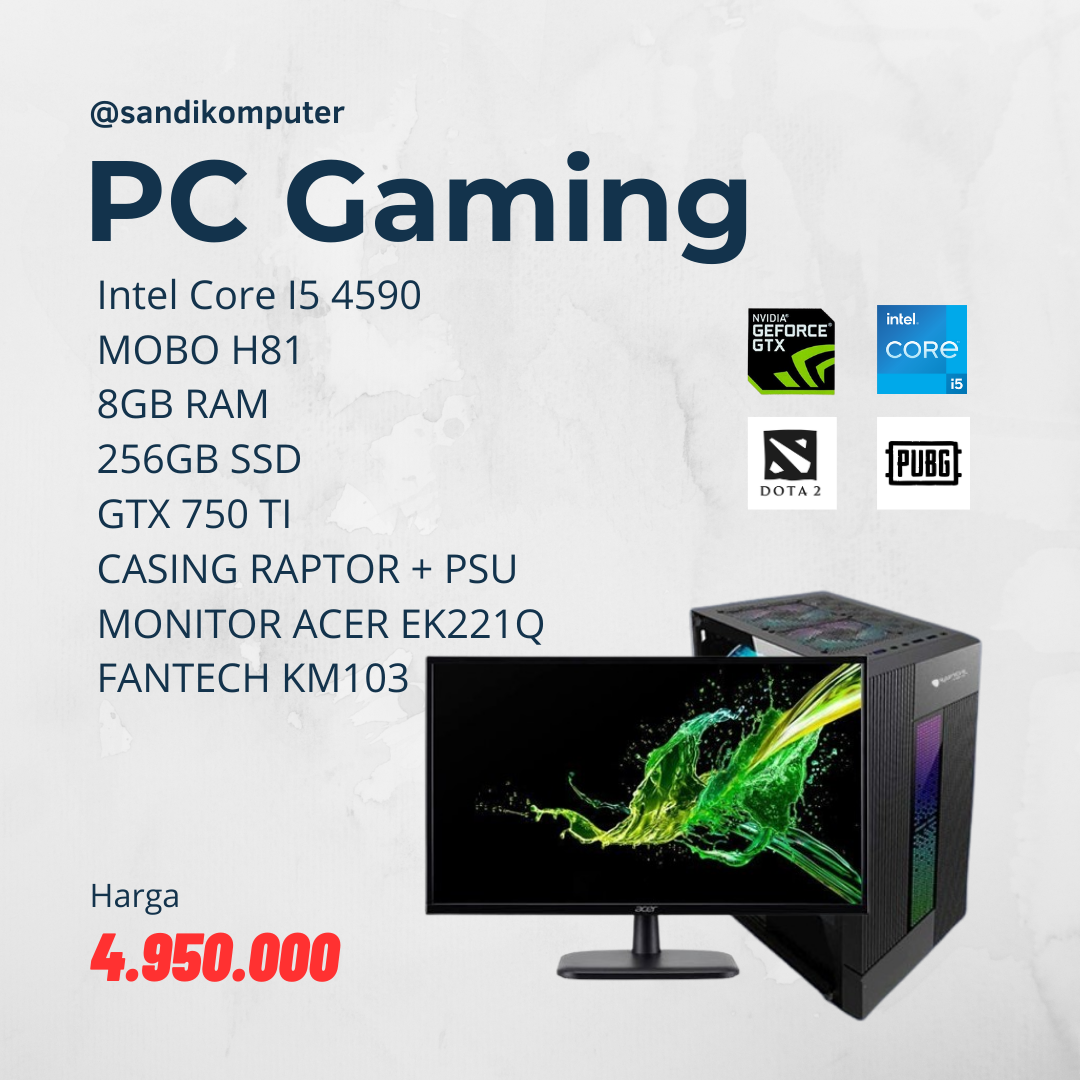 @sandikomputer
PC Gaming
Intel Core I5 4590
MOBO H81
8GB RAM
256GB SSD
GTX 750 TI
CASING RAPTOR + PSU
MONITOR ACER EK221Q
FANTECH KM103
NVIDIA®
GEFORCE®
GTX
intel.
CORE
i5
DOTA 2
PUBG
acer
Harga
4.950.000